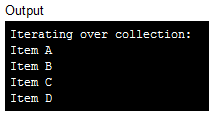 Output
Iterating over collection:
Item A
Item B
Item C
Item D